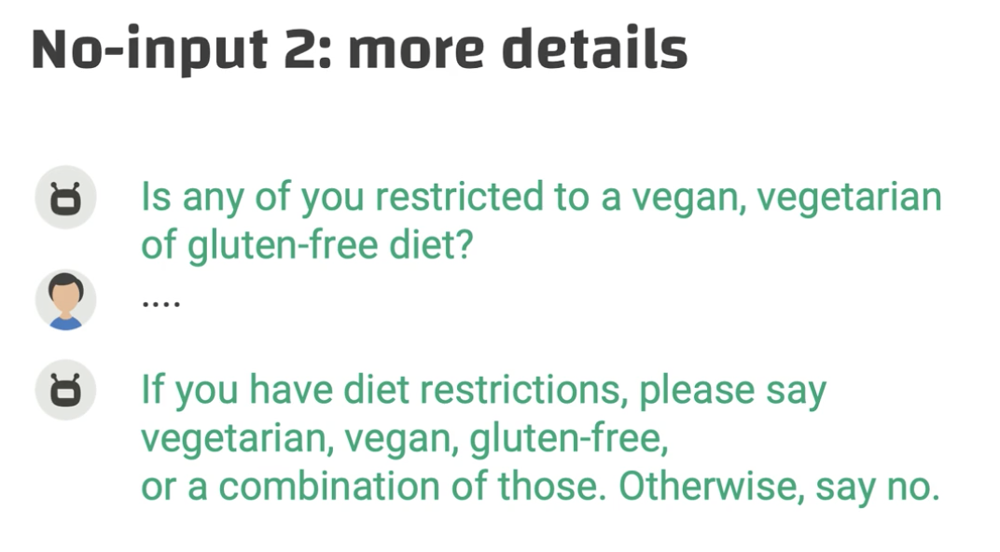 No-input 2: more details
Is any of you restricted to a vegan, vegetarian
of gluten-free diet?
....
If you have diet restrictions, please say
vegetarian, vegan, gluten-free,
or a combination of those. Otherwise, say no.